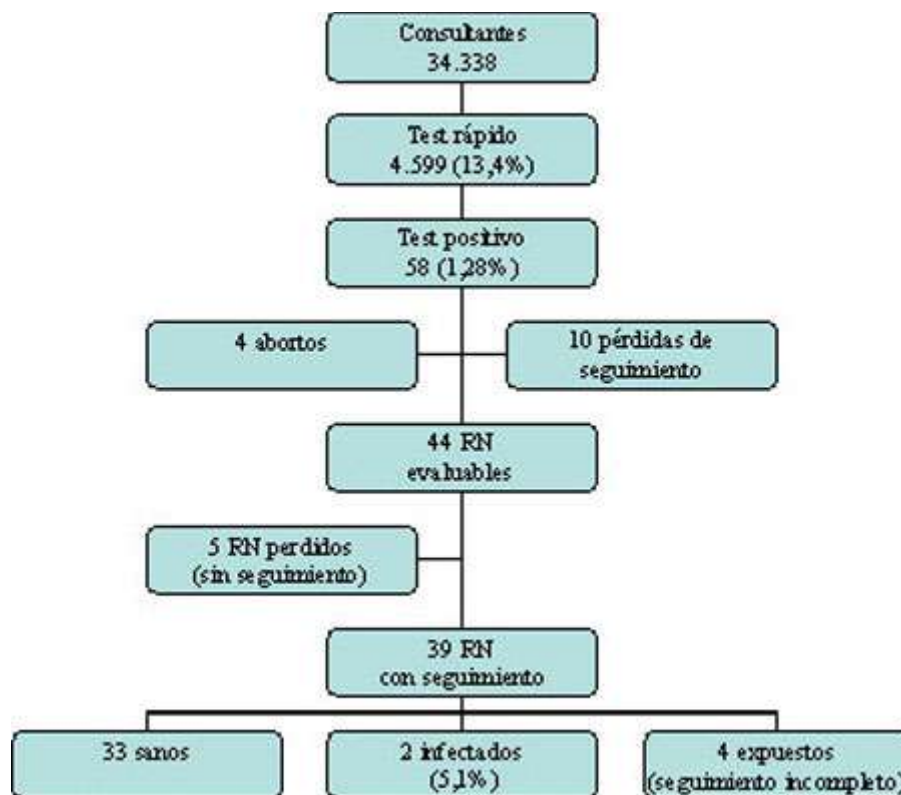 Consultantes
34.338
Test rápido
4.599 (13,4%)
Test positivo
58 (1,28%)
4 abortos
10 pérdidas de
seguimiento
44 RN
evaluables
5 RN perdidos
(sin seguimiento)
39 RN
con seguimiento
33 sanos
2 infectados
(5,1%)
4 expuestos
(seguimiento incompleto)